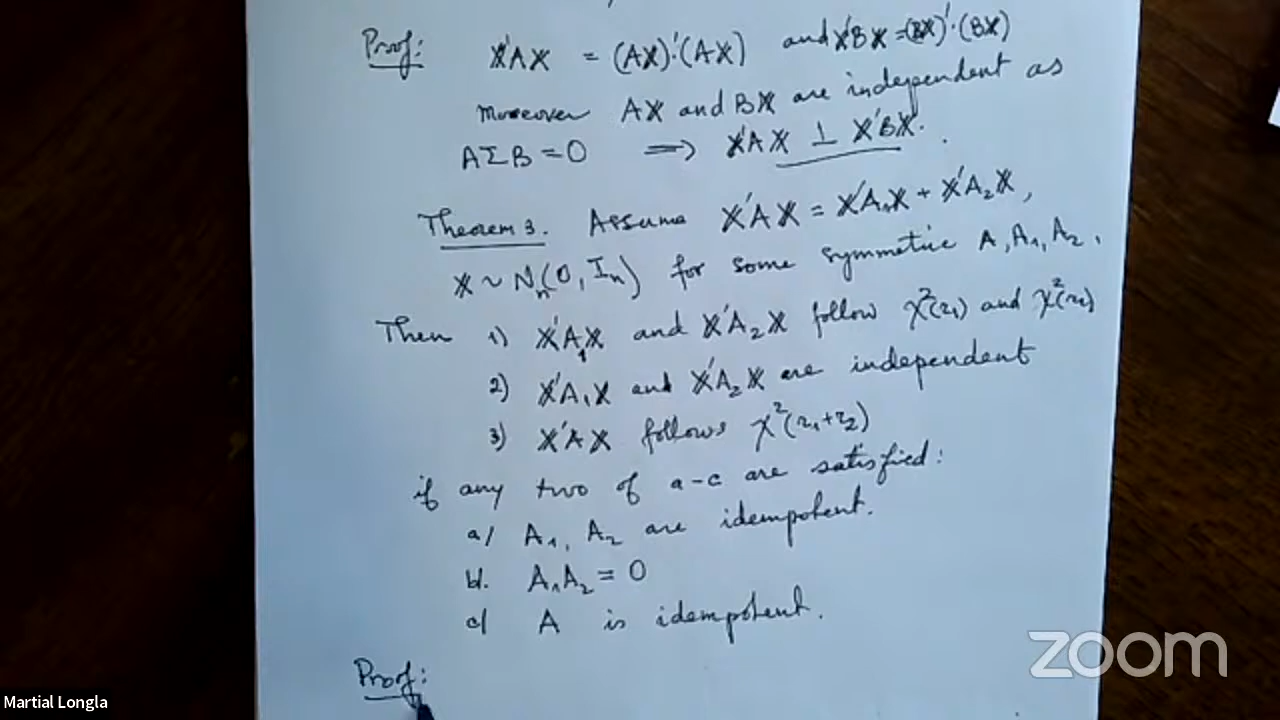 Proof: X'AX = (AX)'·(AX) and X'BX = (BX)'·(BX)
Moreover AX and BX are independent as
AΣB = 0 ⟹ X'AX ⊥ X'BX.
Theorem 3. Assume X'AX = X'A₁X + X'A₂X,
X ~ Nₙ(0, Iₙ) for some symmetric A, A₁, A₂.
Then 1) X'A₁X and X'A₂X follow χ²(r₁) and χ²(r₂)
2) X'A₁X and X'A₂X are independent
3) X'AX follows χ²(r₁+r₂)
if any two of a-c are satisfied:
a/ A₁, A₂ are idempotent.
b/. A₁A₂ = 0
c/ A is idempotent.
Proof:
zoom
Martial Longla